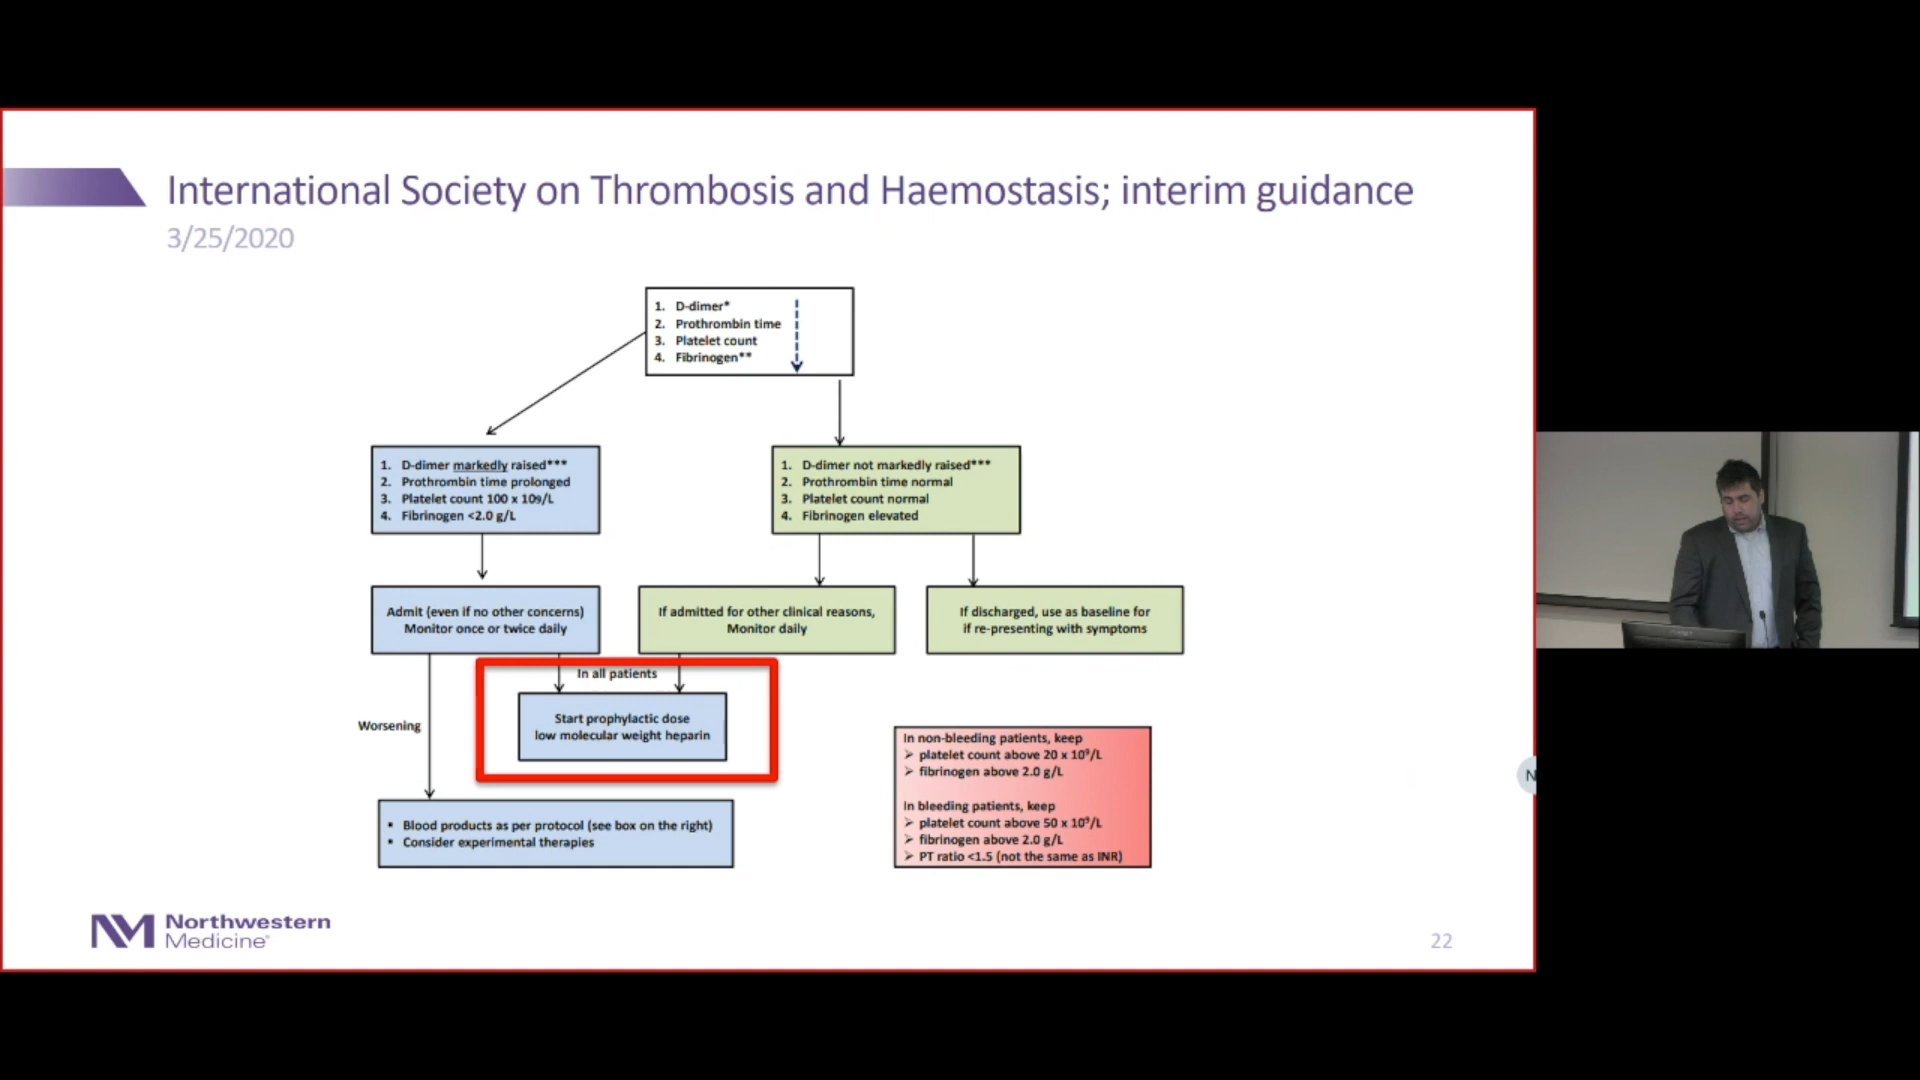 International Society on Thrombosis and Haemostasis; interim guidance
3/25/2020
1. D-dimer*
2. Prothrombin time
3. Platelet count
4. Fibrinogen**
1. D-dimer markedly raised***
2. Prothrombin time prolonged
3. Platelet count 100 x 109/L
4. Fibrinogen <2.0 g/L
1. D-dimer not markedly raised***
2. Prothrombin time normal
3. Platelet count normal
4. Fibrinogen elevated
Admit (even if no other concerns)
Monitor once or twice daily
If admitted for other clinical reasons,
Monitor daily
If discharged, use as baseline for
if re-presenting with symptoms
In all patients
Start prophylactic dose
low molecular weight heparin
Worsening
▪ Blood products as per protocol (see box on the right)
▪ Consider experimental therapies
In non-bleeding patients, keep
➢ platelet count above 20 x 10⁹/L
➢ fibrinogen above 2.0 g/L
In bleeding patients, keep
➢ platelet count above 50 x 10⁹/L
➢ fibrinogen above 2.0 g/L
➢ PT ratio <1.5 (not the same as INR)
N
NM Northwestern
Medicine®
22